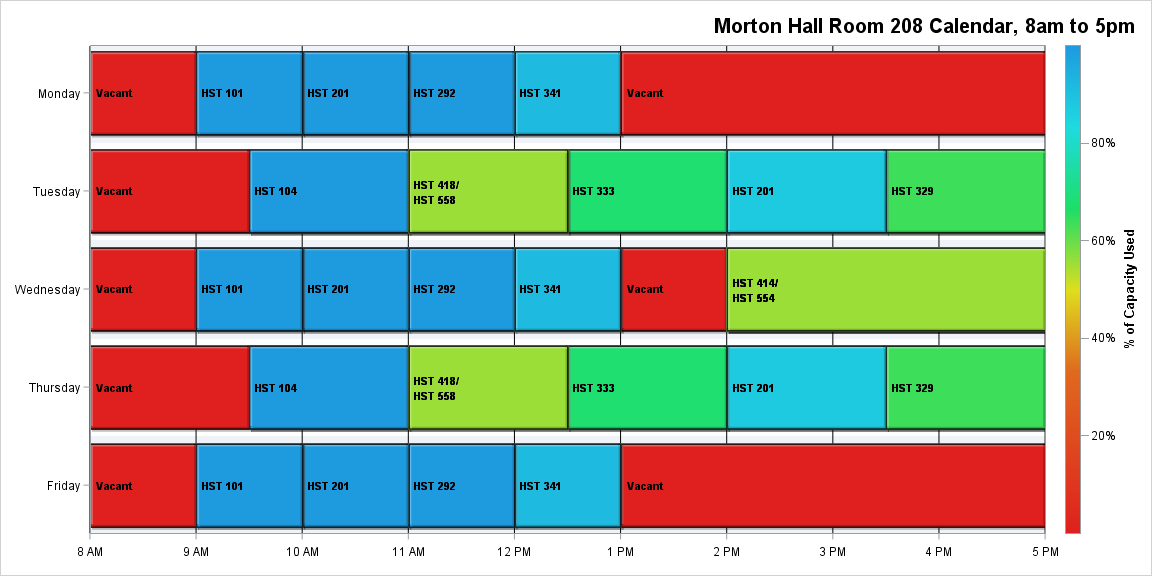 Morton Hall Room 208 Calendar, 8am to 5pm
Monday
Vacant
HST 101
HST 201
HST 292
HST 341
Vacant
Tuesday
Vacant
HST 104
HST 418/
HST 558
HST 333
HST 201
HST 329
Wednesday
Vacant
HST 101
HST 201
HST 292
HST 341
Vacant
HST 414/
HST 554
Thursday
Vacant
HST 104
HST 418/
HST 558
HST 333
HST 201
HST 329
Friday
Vacant
HST 101
HST 201
HST 292
HST 341
Vacant
8 AM
9 AM
10 AM
11 AM
12 PM
1 PM
2 PM
3 PM
4 PM
5 PM
80%
60%
40%
20%
% of Capacity Used